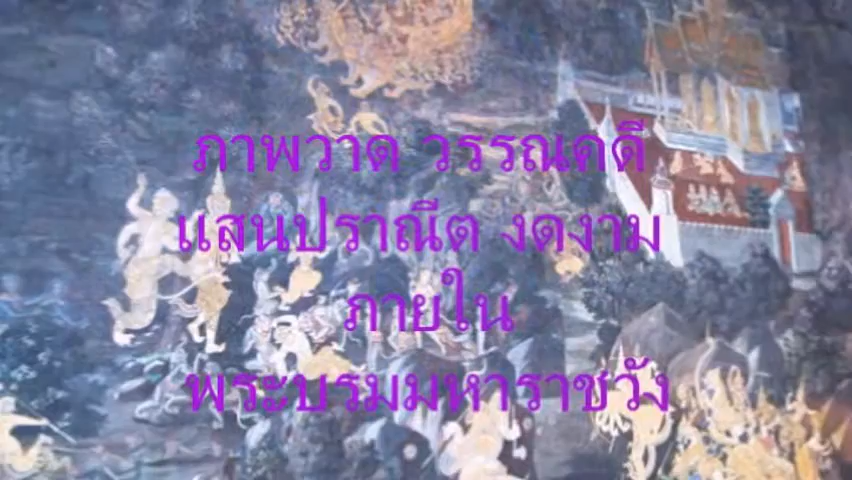 ภาพวาด วรรณคดี
แสนปราณีต งดงาม
ภายใน
พระบรมมหาราชวัง